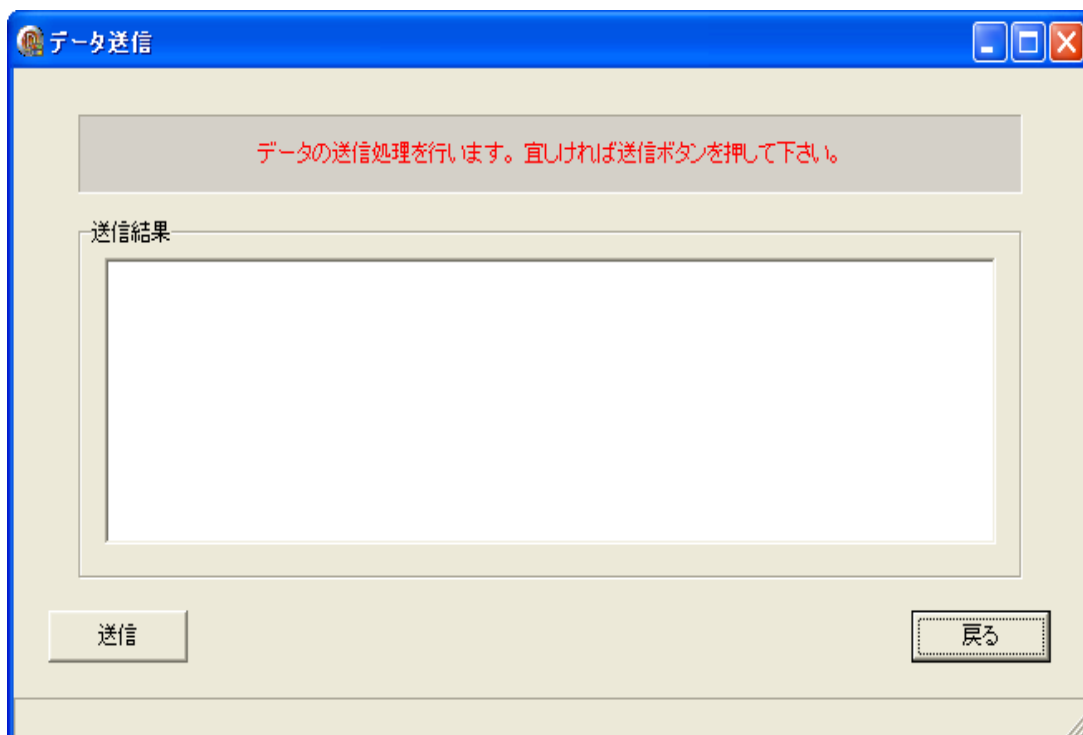 データ送信
データの送信処理を行います。宜しければ送信ボタンを押して下さい。
送信結果
送信
戻る